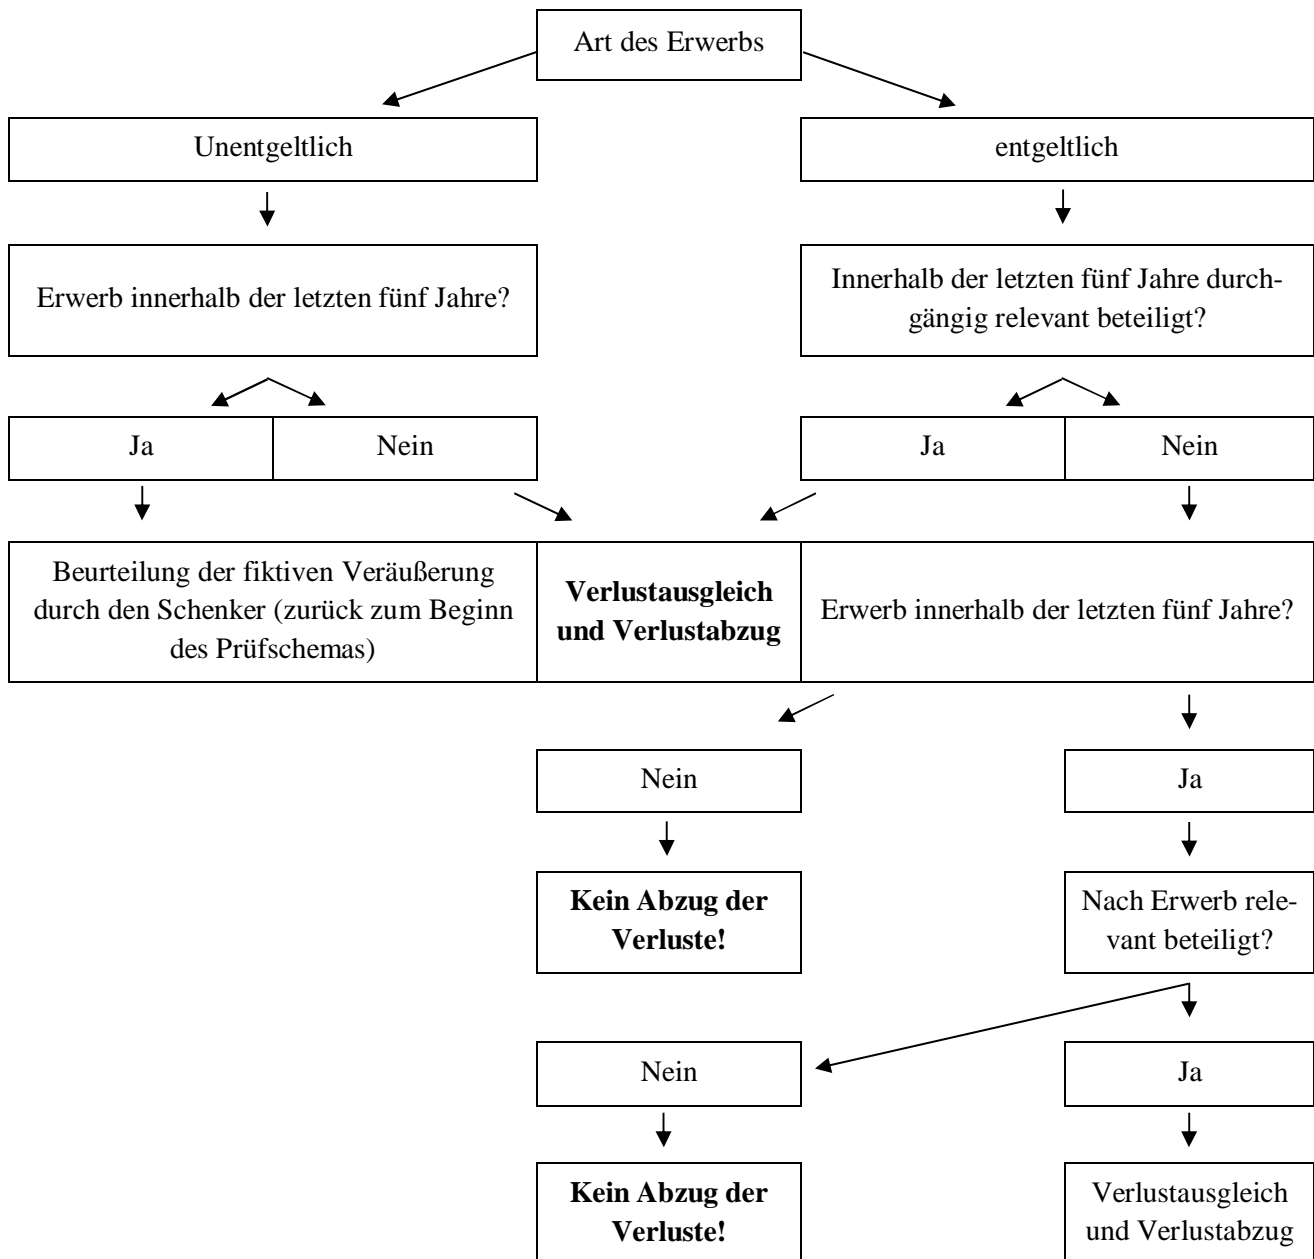 Art des Erwerbs
Unentgeltlich
entgeltlich
Erwerb innerhalb der letzten fünf Jahre?
Innerhalb der letzten fünf Jahre durch-
gängig relevant beteiligt?
Ja
Nein
Ja
Nein
Beurteilung der fiktiven Veräußerung
durch den Schenker (zurück zum Beginn
des Prüfschemas)
Verlustausgleich
und Verlustabzug
Erwerb innerhalb der letzten fünf Jahre?
Nein
Ja
Kein Abzug der
Verluste!
Nach Erwerb rele-
vant beteiligt?
Nein
Ja
Kein Abzug der
Verluste!
Verlustausgleich
und Verlustabzug